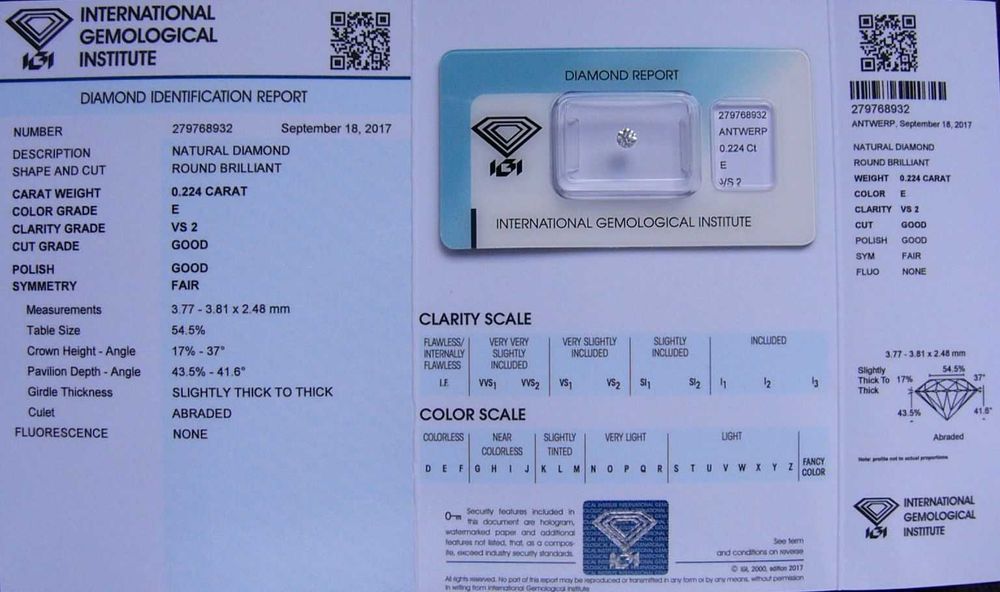 INTERNATIONAL
GEMOLOGICAL
INSTITUTE
IGI
DIAMOND IDENTIFICATION REPORT
NUMBER 279768932 September 18, 2017
DESCRIPTION NATURAL DIAMOND
SHAPE AND CUT ROUND BRILLIANT
CARAT WEIGHT 0.224 CARAT
COLOR GRADE E
CLARITY GRADE VS 2
CUT GRADE GOOD
POLISH GOOD
SYMMETRY FAIR
Measurements 3.77 - 3.81 x 2.48 mm
Table Size 54.5%
Crown Height - Angle 17% - 37°
Pavilion Depth - Angle 43.5% - 41.6°
Girdle Thickness SLIGHTLY THICK TO THICK
Culet ABRADED
FLUORESCENCE NONE
DIAMOND REPORT
IGI
279768932
ANTWERP
0.224 Ct
E
VS 2
INTERNATIONAL GEMOLOGICAL INSTITUTE
CLARITY SCALE
FLAWLESS/ VERY VERY VERY SLIGHTLY SLIGHTLY INCLUDED
INTERNALLY SLIGHTLY INCLUDED INCLUDED
FLAWLESS INCLUDED
I.F. VVS1 VVS2 VS1 VS2 SI1 SI2 I1 I2 I3
COLOR SCALE
COLORLESS NEAR SLIGHTLY VERY LIGHT LIGHT
COLORLESS TINTED
D E F G H I J K L M N O P Q R S T U V W X Y Z FANCY
COLOR
Security features included in
this document are hologram,
watermarked paper and additional
features not listed, that, as a compos-
ite, exceed industry security standards.
See term
and conditions on reverse
© IGI, 2000, edition 2017
All rights reserved. No part of this report may be reproduced or transmitted in any form or by any means, without permission
in writing from International Gemological Institute
279768932
ANTWERP, September 18, 2017
NATURAL DIAMOND
ROUND BRILLIANT
WEIGHT 0.224 CARAT
COLOR E
CLARITY VS 2
CUT GOOD
POLISH GOOD
SYM FAIR
FLUO NONE
3.77 - 3.81 x 2.48 mm
Slightly
Thick To
Thick
54.5%
17% 37°
43.5% 41.6°
Abraded
Note: profile not to actual proportions
IGI
INTERNATIONAL
GEMOLOGICAL
INSTITUTE